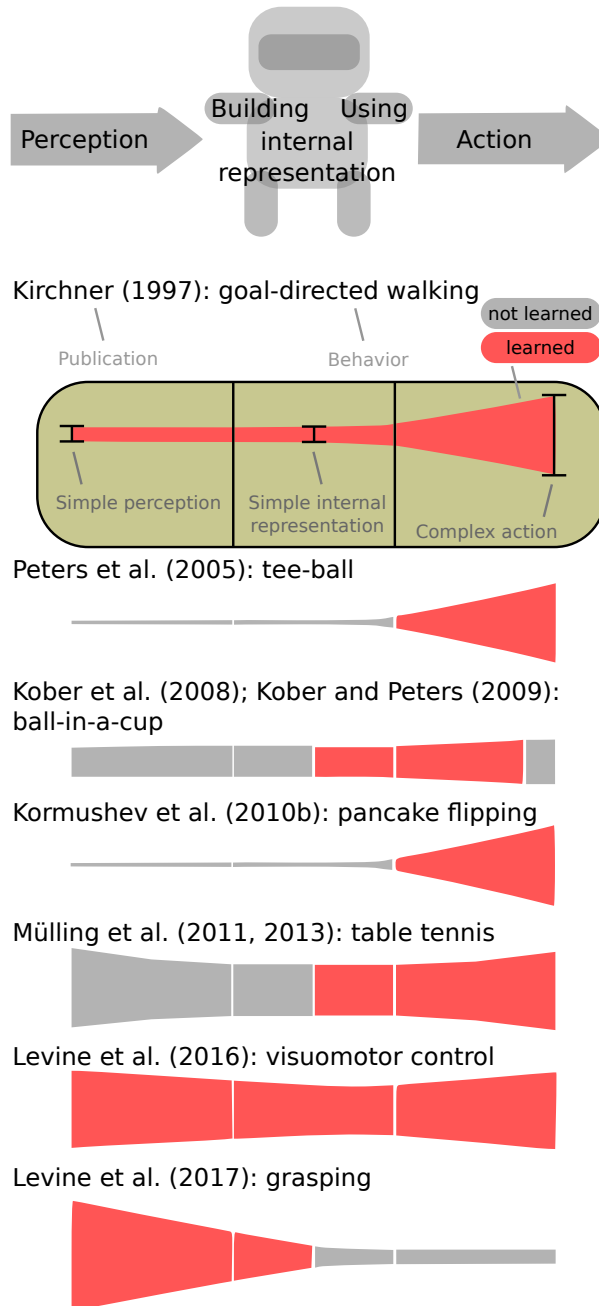 Perception
Building Using
internal
representation
Action
Kirchner (1997): goal-directed walking
not learned
learned
Publication
Behavior
Simple perception
Simple internal
representation
Complex action
Peters et al. (2005): tee-ball
Kober et al. (2008); Kober and Peters (2009):
ball-in-a-cup
Kormushev et al. (2010b): pancake flipping
Mülling et al. (2011, 2013): table tennis
Levine et al. (2016): visuomotor control
Levine et al. (2017): grasping